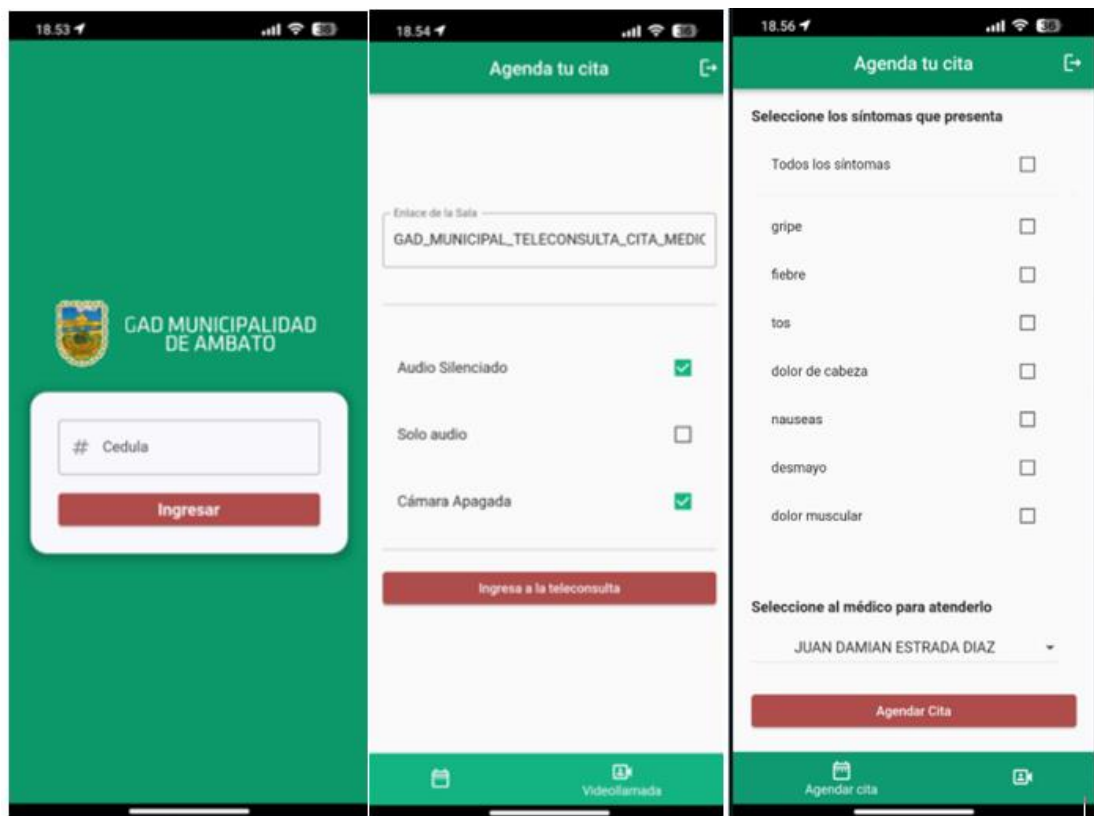 18.53
36
GAD MUNICIPALIDAD
DE AMBATO
# Cedula
Ingresar
18.54
36
Agenda tu cita
Enlace de la Sala
GAD_MUNICIPAL_TELECONSULTA_CITA_MEDIC
Audio Silenciado
Solo audio
Cámara Apagada
Ingresa a la teleconsulta
Videollamada
18.56
36
Agenda tu cita
Seleccione los síntomas que presenta
Todos los síntomas
gripe
fiebre
tos
dolor de cabeza
nauseas
desmayo
dolor muscular
Seleccione al médico para atenderlo
JUAN DAMIAN ESTRADA DIAZ
Agendar Cita
Agendar cita